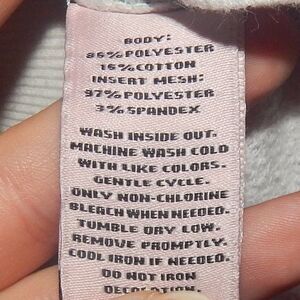 BODY:
86%POLYESTER
16%COTTON
INSERT MESH:
97%POLYESTER
3%SPANDEX
WASH INSIDE OUT.
MACHINE WASH COLD
WITH LIKE COLORS.
GENTLE CYCLE.
ONLY NON-CHLORINE
BLEACH WHEN NEEDED.
TUMBLE DRY LOW.
REMOVE PROMPTLY.
COOL IRON IF NEEDED.
DO NOT IRON
DECORATION.